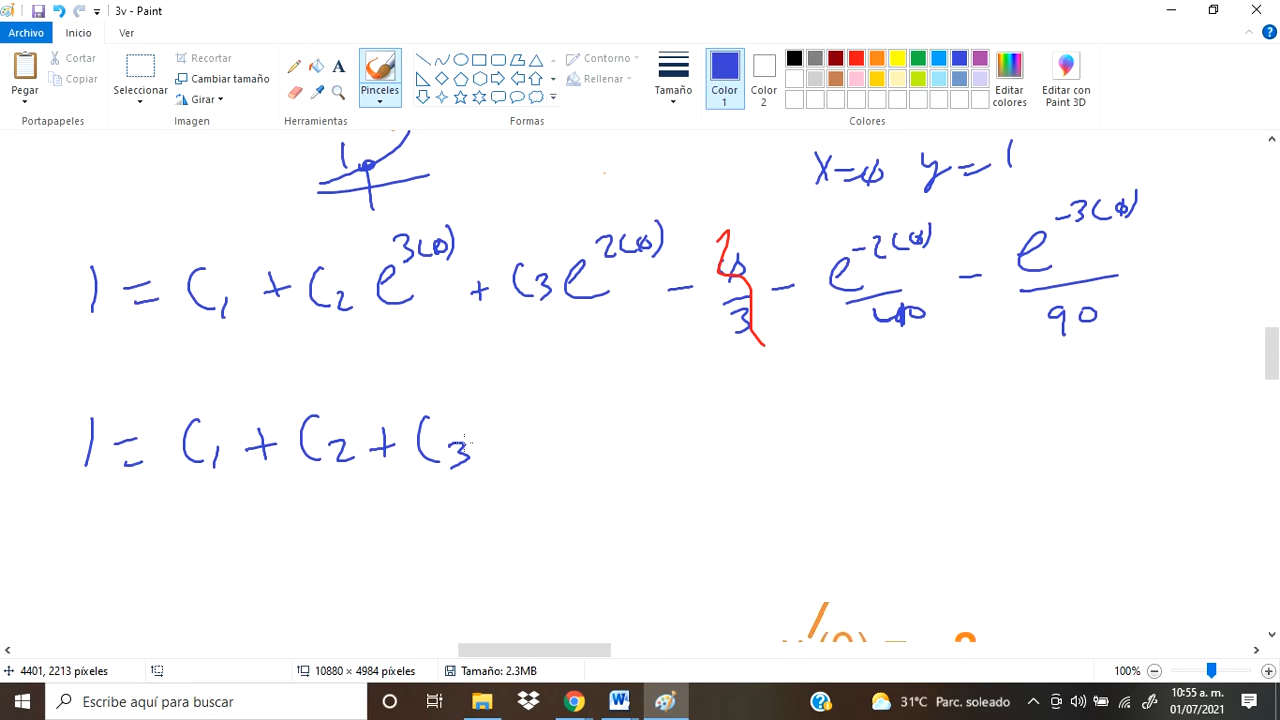 3v - Paint
Archivo Inicio Ver
Pegar Cortar Copiar Seleccionar Recortar Cambiar tamaño Girar Pinceles Contorno Rellenar Tamaño Color 1 Color 2 Editar colores Editar con Paint 3D
Portapapeles Imagen Herramientas Formas Colores
1 x=0 y=1
1 = C₁ + C₂ e^3(0) + C₃ e^2(0) - 0/3 - e^-2(0)/40 - e^-3(0)/90
1 = C₁ + C₂ + C₃
4401, 2213 píxeles 10880 × 4984 píxeles Tamaño: 2.3MB 100%
Escribe aquí para buscar 31°C Parc. soleado 10:55 a. m.
01/07/2021